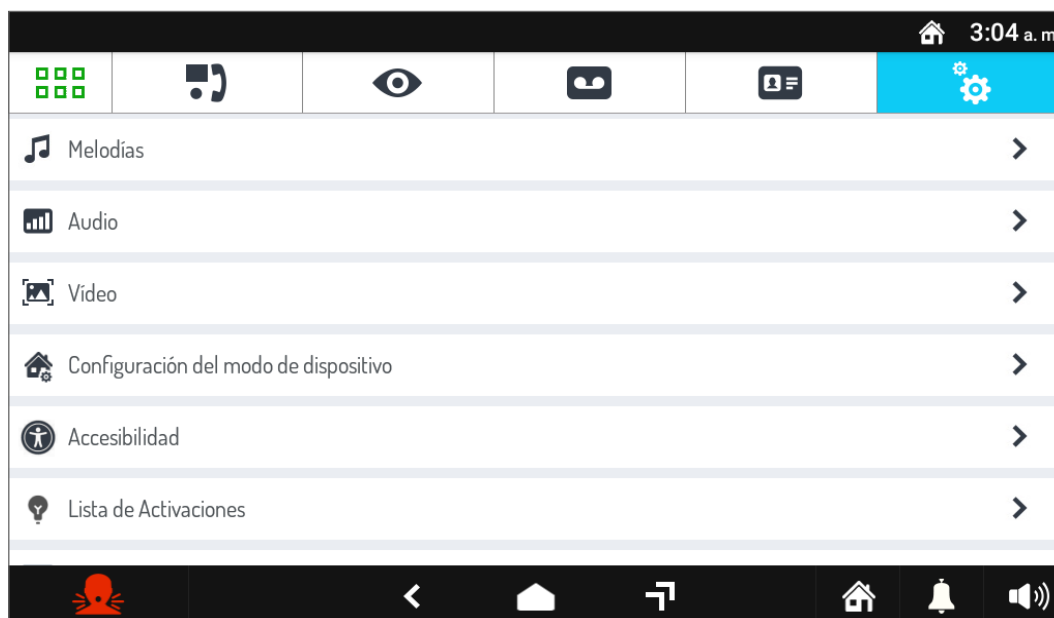 3:04 a. m
Melodías
Audio
Vídeo
Configuración del modo de dispositivo
Accesibilidad
Lista de Activaciones